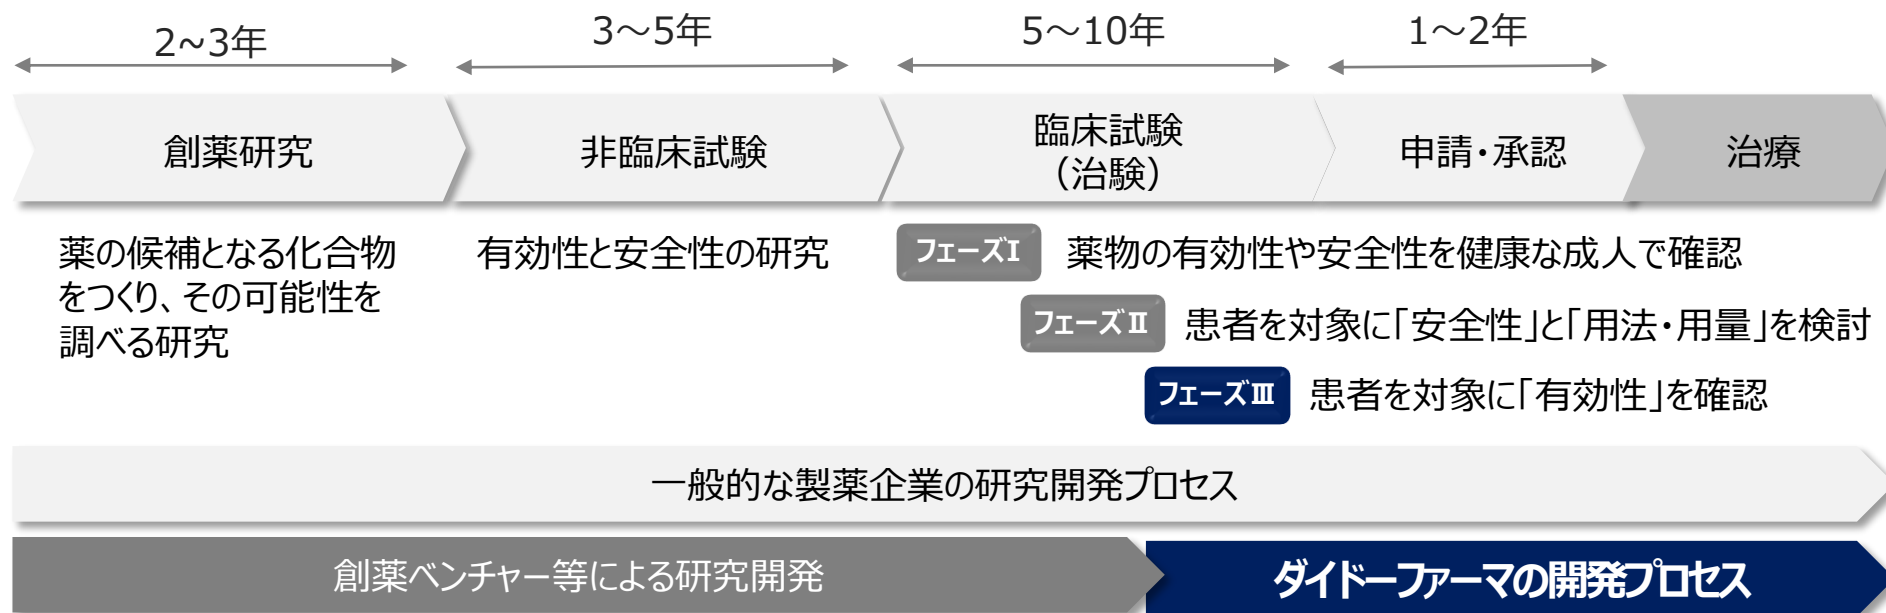 2~3年
3～5年
5～10年
1～2年
創薬研究
非臨床試験
臨床試験
（治験）
申請・承認
治療
薬の候補となる化合物
をつくり、その可能性を
調べる研究
有効性と安全性の研究
フェーズⅠ
薬物の有効性や安全性を健康な成人で確認
フェーズⅡ
患者を対象に「安全性」と「用法・用量」を検討
フェーズⅢ
患者を対象に「有効性」を確認
一般的な製薬企業の研究開発プロセス
創薬ベンチャー等による研究開発
ダイドーファーマの開発プロセス